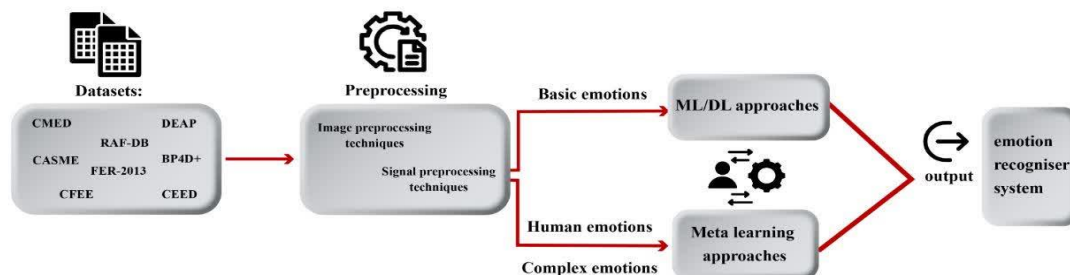 Datasets:
CMED DEAP
RAF-DB
CASME BP4D+
FER-2013
CFEE CEED
Preprocessing
Image preprocessing
techniques
Signal preprocessing
techniques
Basic emotions
ML/DL approaches
Human emotions
Complex emotions
Meta learning
approaches
output
emotion
recogniser
system